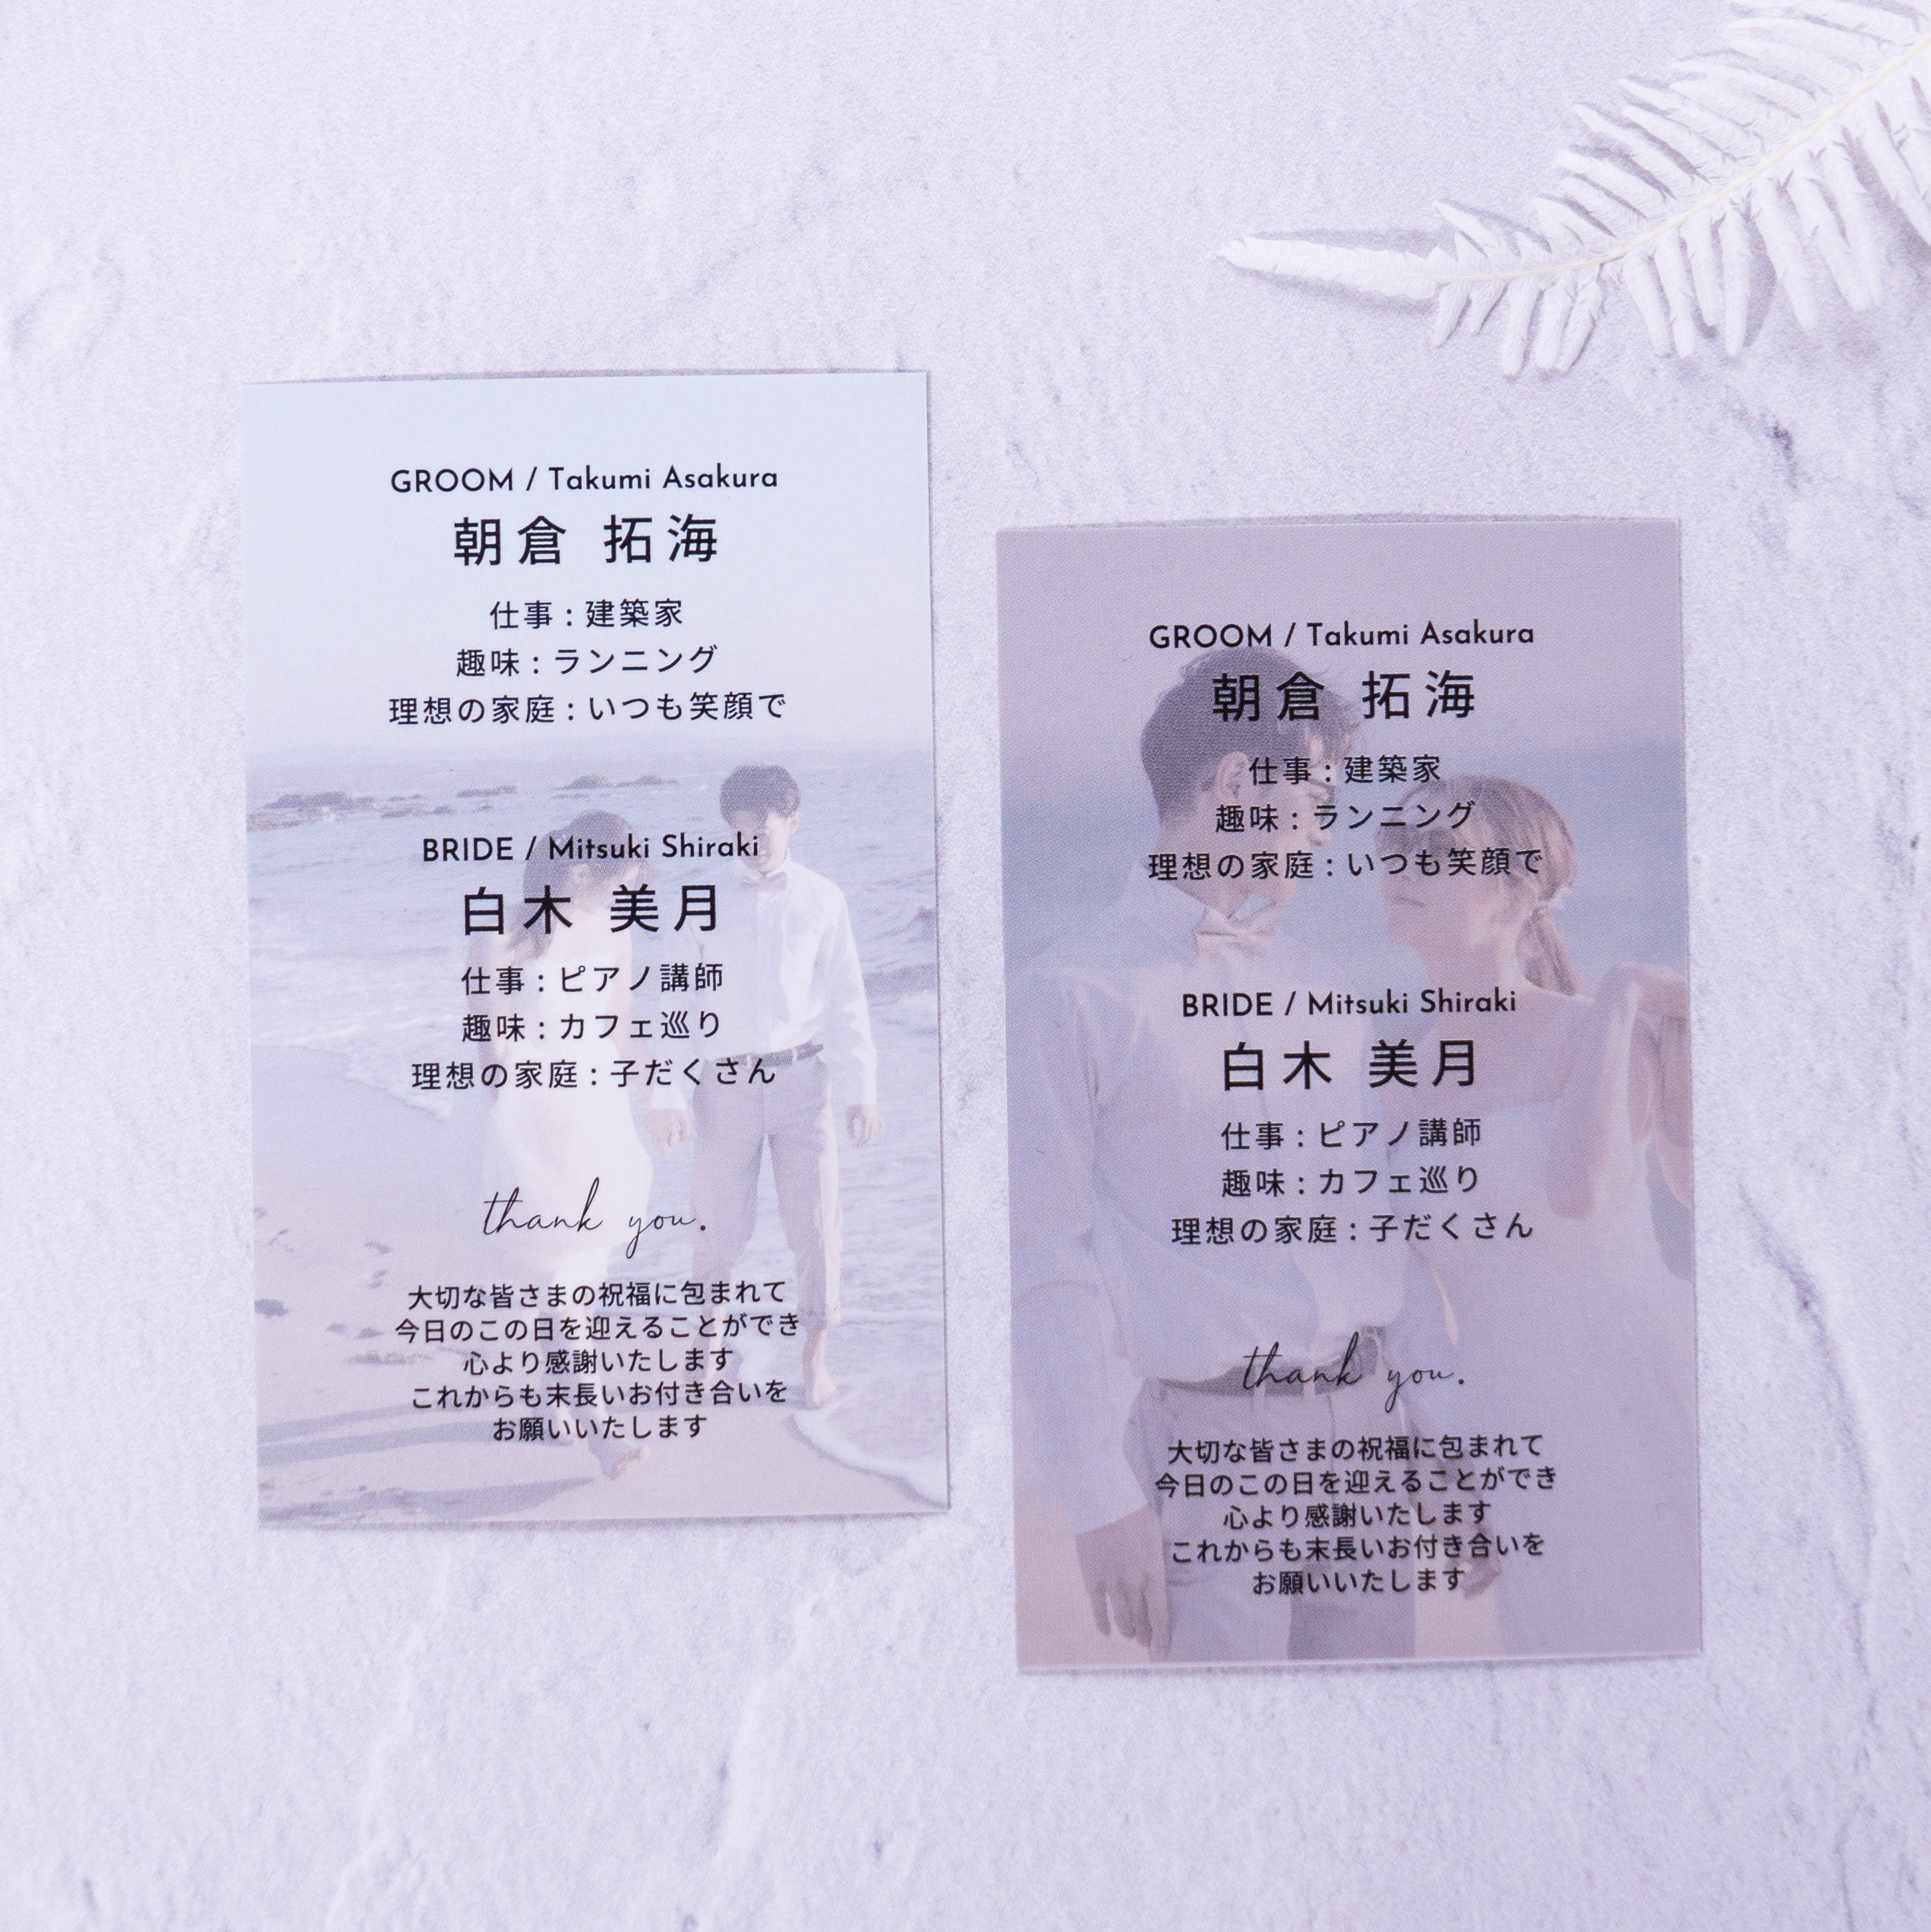 GROOM / Takumi Asakura
朝倉 拓海
仕事 : 建築家
趣味 : ランニング
理想の家庭 : いつも笑顔で
BRIDE / Mitsuki Shiraki
白木 美月
仕事 : ピアノ講師
趣味 : カフェ巡り
理想の家庭 : 子だくさん
thank you.
大切な皆さまの祝福に包まれて
今日のこの日を迎えることができ
心より感謝いたします
これからも末長いお付き合いを
お願いいたします
GROOM / Takumi Asakura
朝倉 拓海
仕事 : 建築家
趣味 : ランニング
理想の家庭 : いつも笑顔で
BRIDE / Mitsuki Shiraki
白木 美月
仕事 : ピアノ講師
趣味 : カフェ巡り
理想の家庭 : 子だくさん
thank you.
大切な皆さまの祝福に包まれて
今日のこの日を迎えることができ
心より感謝いたします
これからも末長いお付き合いを
お願いいたします